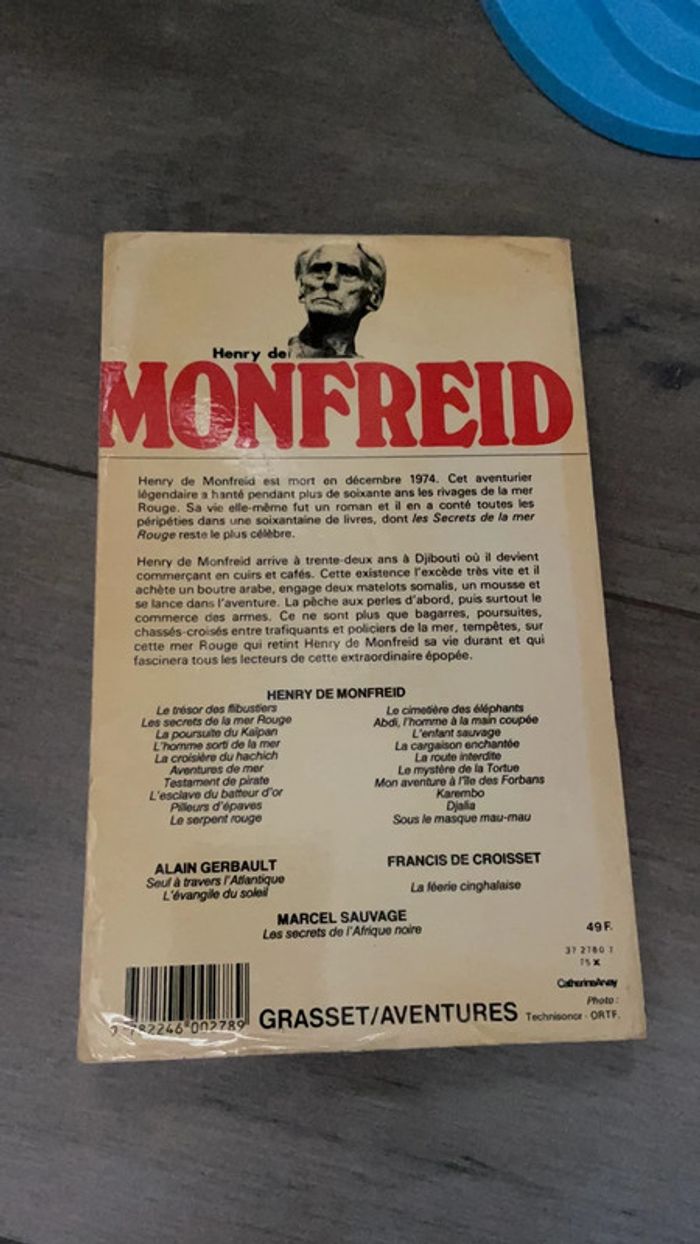 Henry de
MONFREID
Henry de Monfreid est mort en décembre 1974. Cet aventurier
légendaire a hanté pendant plus de soixante ans les rivages de la mer
Rouge. Sa vie elle-même fut un roman et il en a conté toutes les
péripéties dans une soixantaine de livres, dont les Secrets de la mer
Rouge reste le plus célèbre.
Henry de Monfreid arrive à trente-deux ans à Djibouti où il devient
commerçant en cuirs et cafés. Cette existence l'excède très vite et il
achète un boutre arabe, engage deux matelots somalis, un mousse et
se lance dans l'aventure. La pêche aux perles d'abord, puis surtout le
commerce des armes. Ce ne sont plus que bagarres, poursuites,
chassés-croisés entre trafiquants et policiers de la mer, tempêtes, sur
cette mer Rouge qui retint Henry de Monfreid sa vie durant et qui
fascinera tous les lecteurs de cette extraordinaire épopée.
HENRY DE MONFREID
Le trésor des flibustiers
Les secrets de la mer Rouge
La poursuite du Kaïpan
L'homme sorti de la mer
La croisière du hachich
Aventures de mer
Testament de pirate
L'esclave du batteur d'or
Pilleurs d'épaves
Le serpent rouge
Le cimetière des éléphants
Abdi, l'homme à la main coupée
L'enfant sauvage
La cargaison enchantée
La route interdite
Le mystère de la Tortue
Mon aventure à l'île des Forbans
Karembo
Djalia
Sous le masque mau-mau
ALAIN GERBAULT
Seul à travers l'Atlantique
L'évangile du soleil
FRANCIS DE CROISSET
La féerie cinghalaise
MARCEL SAUVAGE
Les secrets de l'Afrique noire
49 F.
37 2780 7
75 X
Catherine Arvay
Photo :
Technisonor - ORTF.
9 782246 002789
GRASSET/AVENTURES